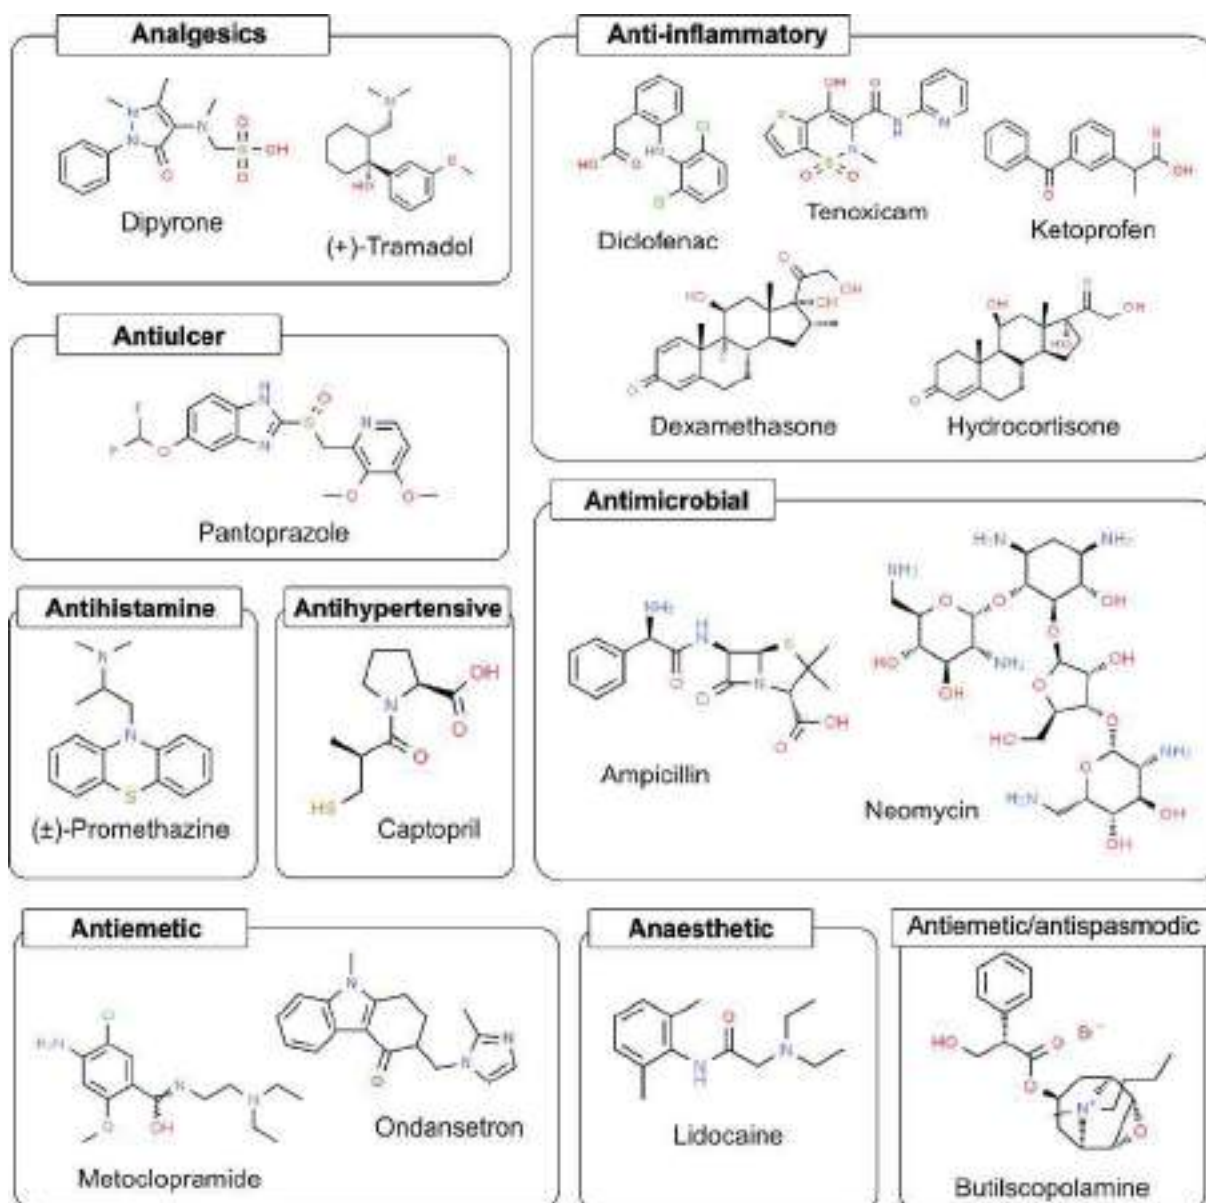 Analgesics
Dipyrone
(+)-Tramadol
Anti-inflammatory
Diclofenac
Tenoxicam
Ketoprofen
Dexamethasone
Hydrocortisone
Antiulcer
Pantoprazole
Antimicrobial
Ampicillin
Neomycin
Antihistamine
(±)-Promethazine
Antihypertensive
Captopril
Antiemetic
Metoclopramide
Ondansetron
Anaesthetic
Lidocaine
Antiemetic/antispasmodic
Butilscopolamine